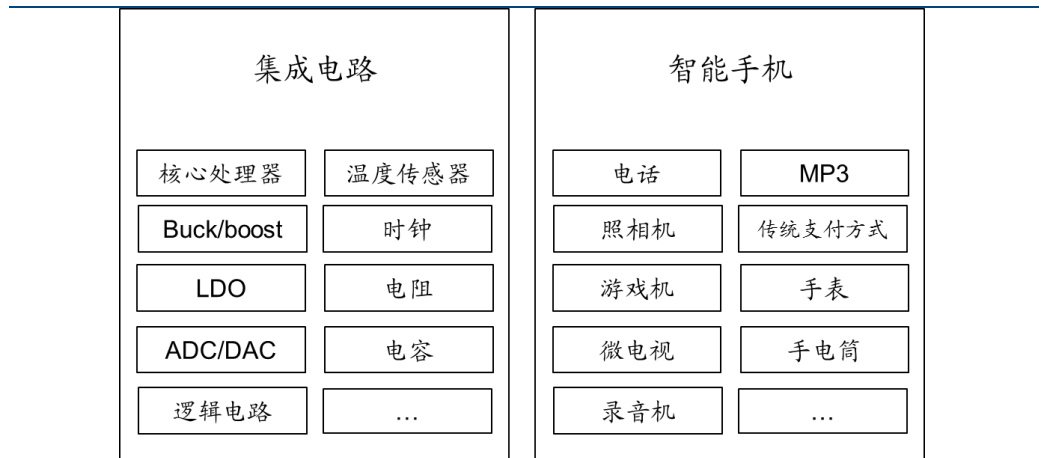 集成电路
核心处理器
温度传感器
Buck/boost
时钟
LDO
电阻
ADC/DAC
电容
逻辑电路
…
智能手机
电话
MP3
照相机
传统支付方式
游戏机
手表
微电视
手电筒
录音机
…